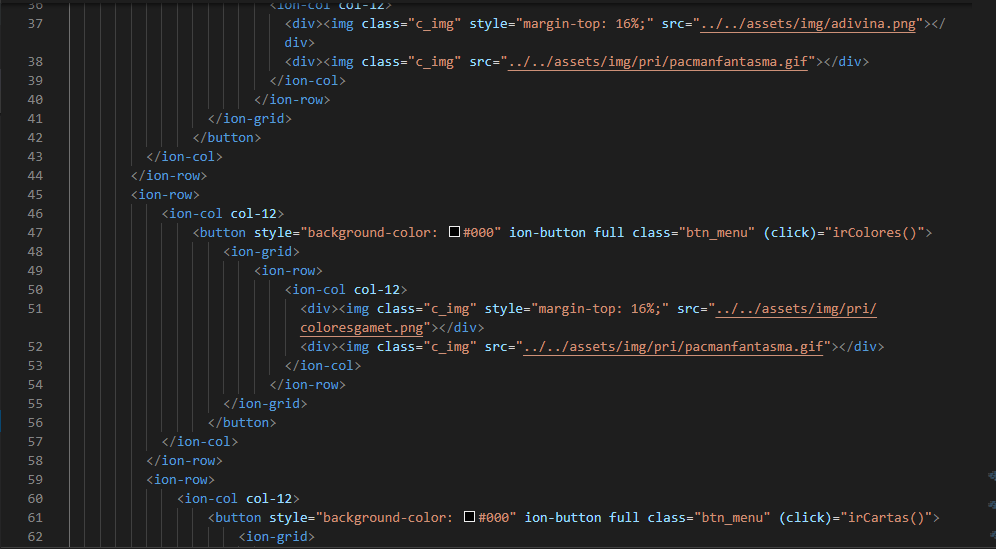 36 <ion-col col-12>
37 <div><img class="c_img" style="margin-top: 16%;" src="../../assets/img/adivina.png"></
div>
38 <div><img class="c_img" src="../../assets/img/pri/pacmanfantasma.gif"></div>
39 </ion-col>
40 </ion-row>
41 </ion-grid>
42 </button>
43 </ion-col>
44 </ion-row>
45 <ion-row>
46 <ion-col col-12>
47 <button style="background-color: #000" ion-button full class="btn_menu" (click)="irColores()">
48 <ion-grid>
49 <ion-row>
50 <ion-col col-12>
51 <div><img class="c_img" style="margin-top: 16%;" src="../../assets/img/pri/
coloresgamet.png"></div>
52 <div><img class="c_img" src="../../assets/img/pri/pacmanfantasma.gif"></div>
53 </ion-col>
54 </ion-row>
55 </ion-grid>
56 </button>
57 </ion-col>
58 </ion-row>
59 <ion-row>
60 <ion-col col-12>
61 <button style="background-color: #000" ion-button full class="btn_menu" (click)="irCartas()">
62 <ion-grid>